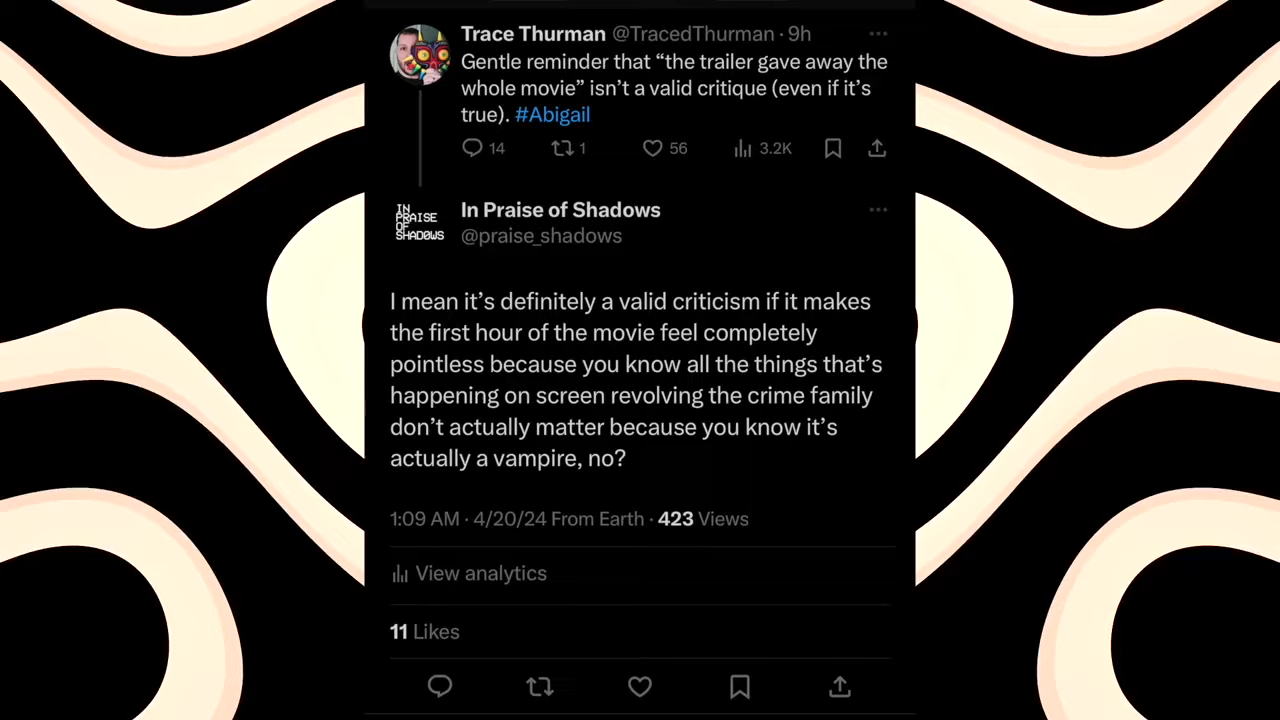 Trace Thurman @TracedThurman · 9h
Gentle reminder that “the trailer gave away the
whole movie” isn’t a valid critique (even if it’s
true). #Abigail
14 1 56 3.2K
IN
PRAISE
OF
SHADOWS
In Praise of Shadows
@praise_shadows
I mean it’s definitely a valid criticism if it makes
the first hour of the movie feel completely
pointless because you know all the things that’s
happening on screen revolving the crime family
don’t actually matter because you know it’s
actually a vampire, no?
1:09 AM · 4/20/24 From Earth · 423 Views
View analytics
11 Likes